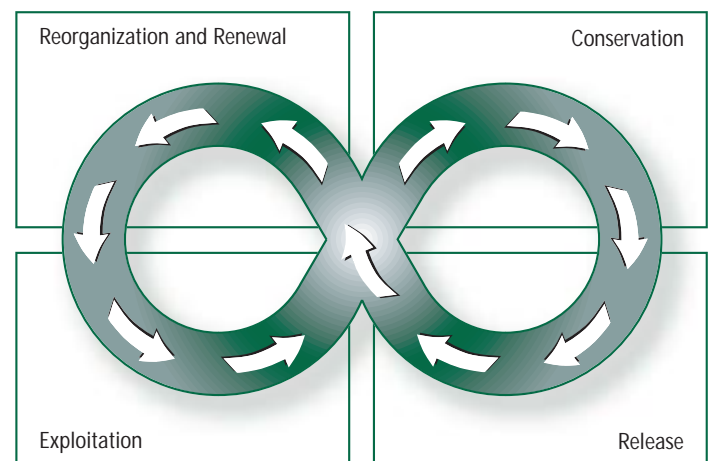 Reorganization and Renewal
Conservation
Exploitation
Release